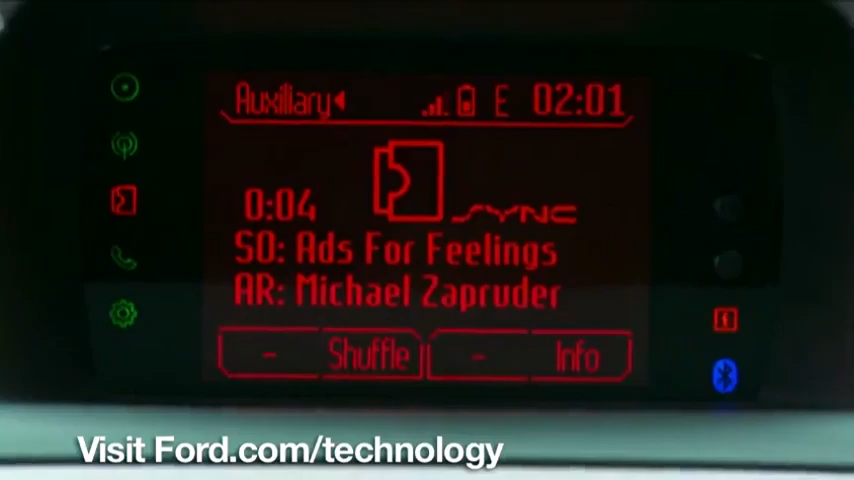 Auxiliary E 02:01
0:04 SYNC
SO: Ads For Feelings
AR: Michael Zapruder
- Shuffle - Info
Visit Ford.com/technology